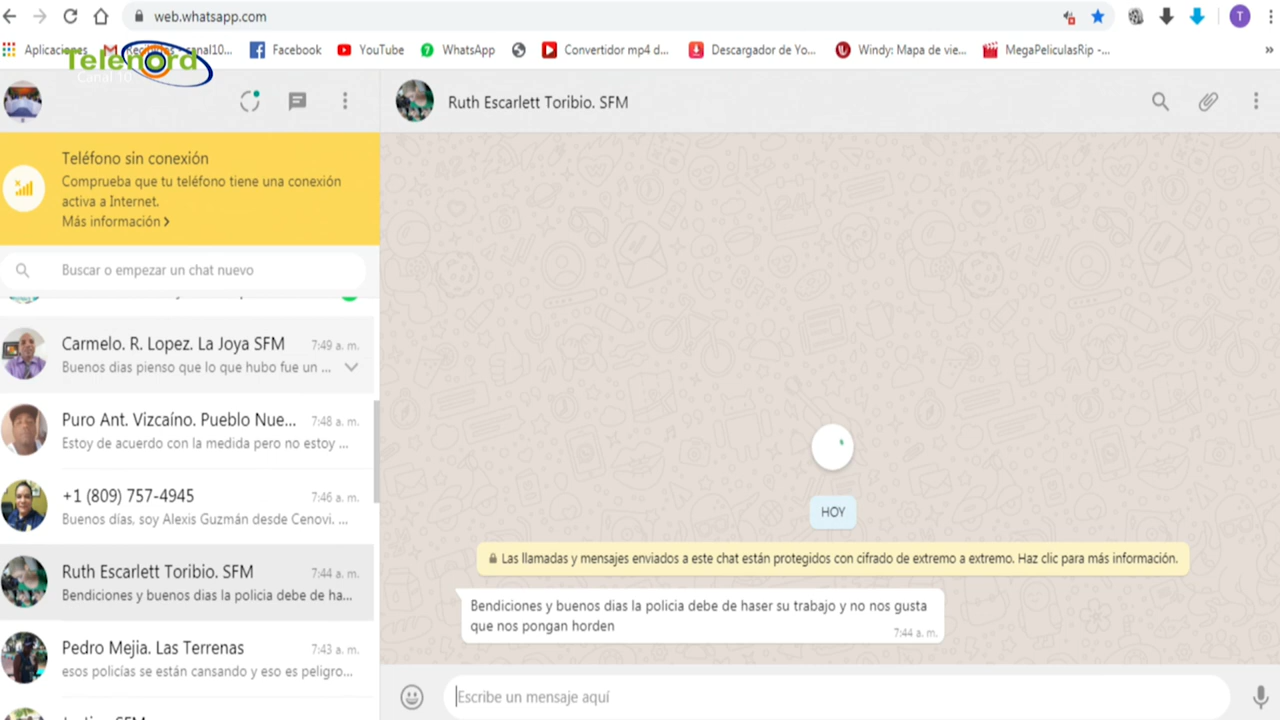 web.whatsapp.com
T
Aplicaciones
canal10...
Facebook
YouTube
WhatsApp
Convertidor mp4 d...
Descargador de Yo...
Windy: Mapa de vie...
MegaPeliculasRip -...
»
Telenord
Canal 10
Ruth Escarlett Toribio. SFM
Teléfono sin conexión
Comprueba que tu teléfono tiene una conexión
activa a Internet.
Más información >
Buscar o empezar un chat nuevo
Carmelo. R. Lopez. La Joya SFM
7:49 a. m.
Buenos dias pienso que lo que hubo fue un ...
Puro Ant. Vizcaíno. Pueblo Nue...
7:48 a. m.
Estoy de acuerdo con la medida pero no estoy ...
+1 (809) 757-4945
7:46 a. m.
Buenos días, soy Alexis Guzmán desde Cenovi. ...
Ruth Escarlett Toribio. SFM
7:44 a. m.
Bendiciones y buenos dias la policia debe de ha...
Pedro Mejia. Las Terrenas
7:43 a. m.
esos policías se están cansando y eso es peligro...
HOY
Las llamadas y mensajes enviados a este chat están protegidos con cifrado de extremo a extremo. Haz clic para más información.
Bendiciones y buenos dias la policia debe de haser su trabajo y no nos gusta
que nos pongan horden
7:44 a. m.
Escribe un mensaje aquí